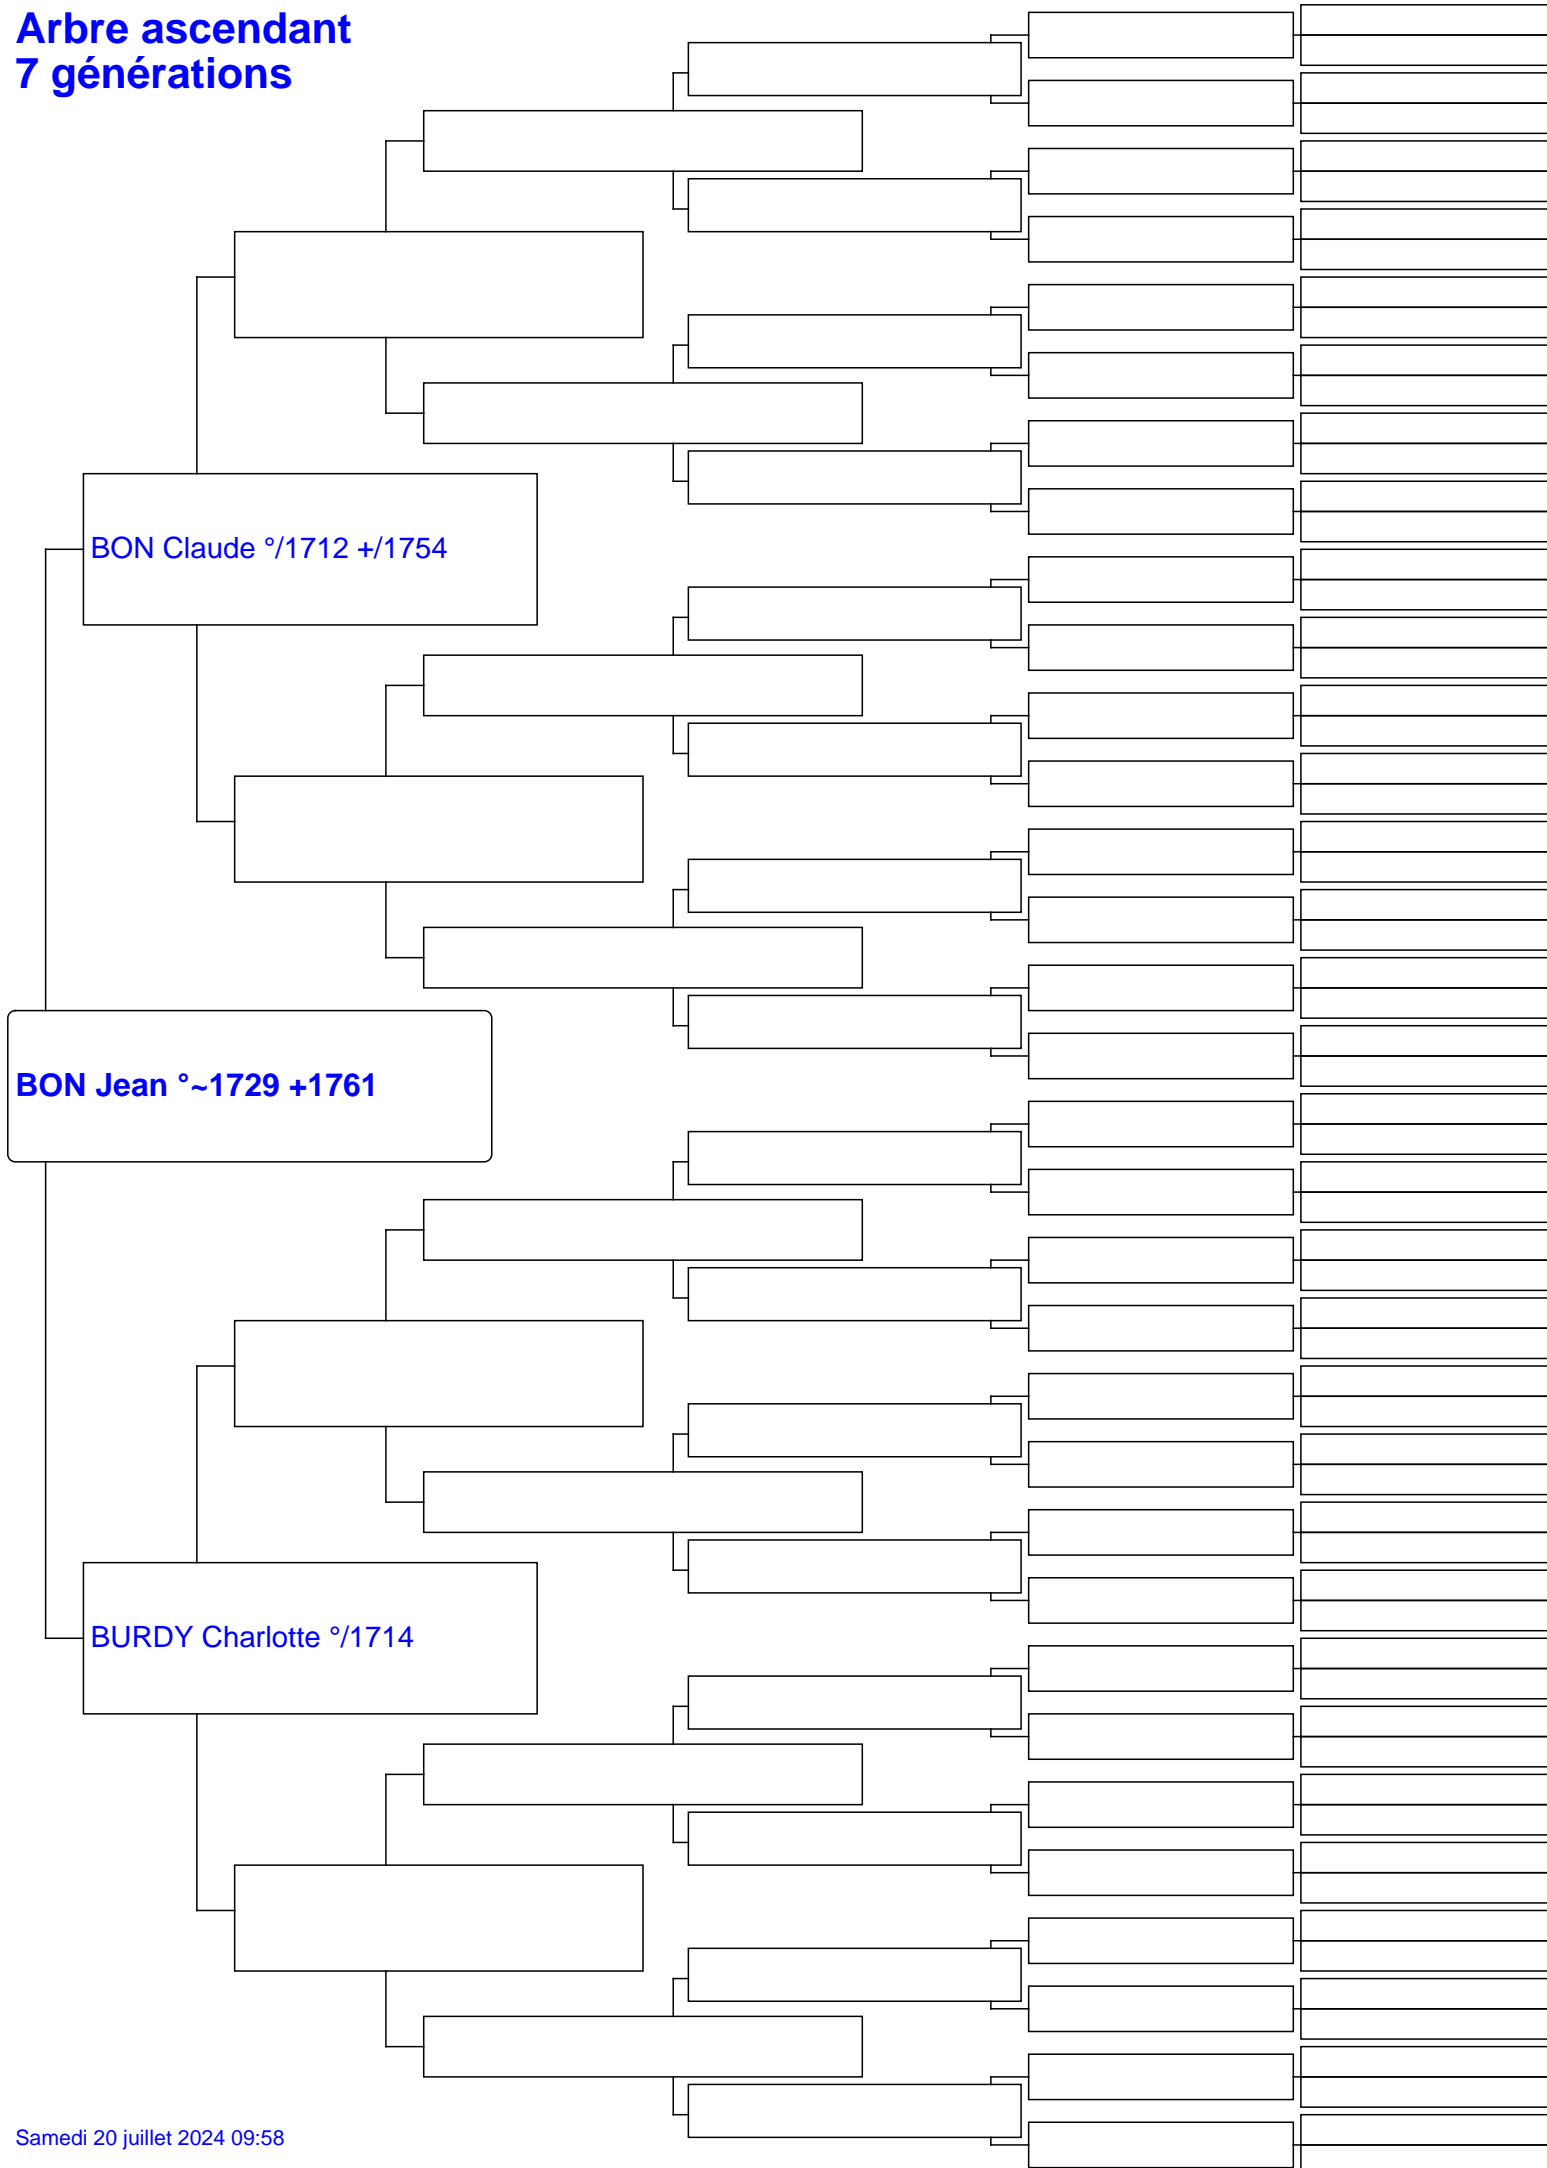 Arbre ascendant
7 générations
BON Claude °/1712 +/1754
BON Jean °~1729 +1761
BURDY Charlotte °/1714
Samedi 20 juillet 2024 09:58